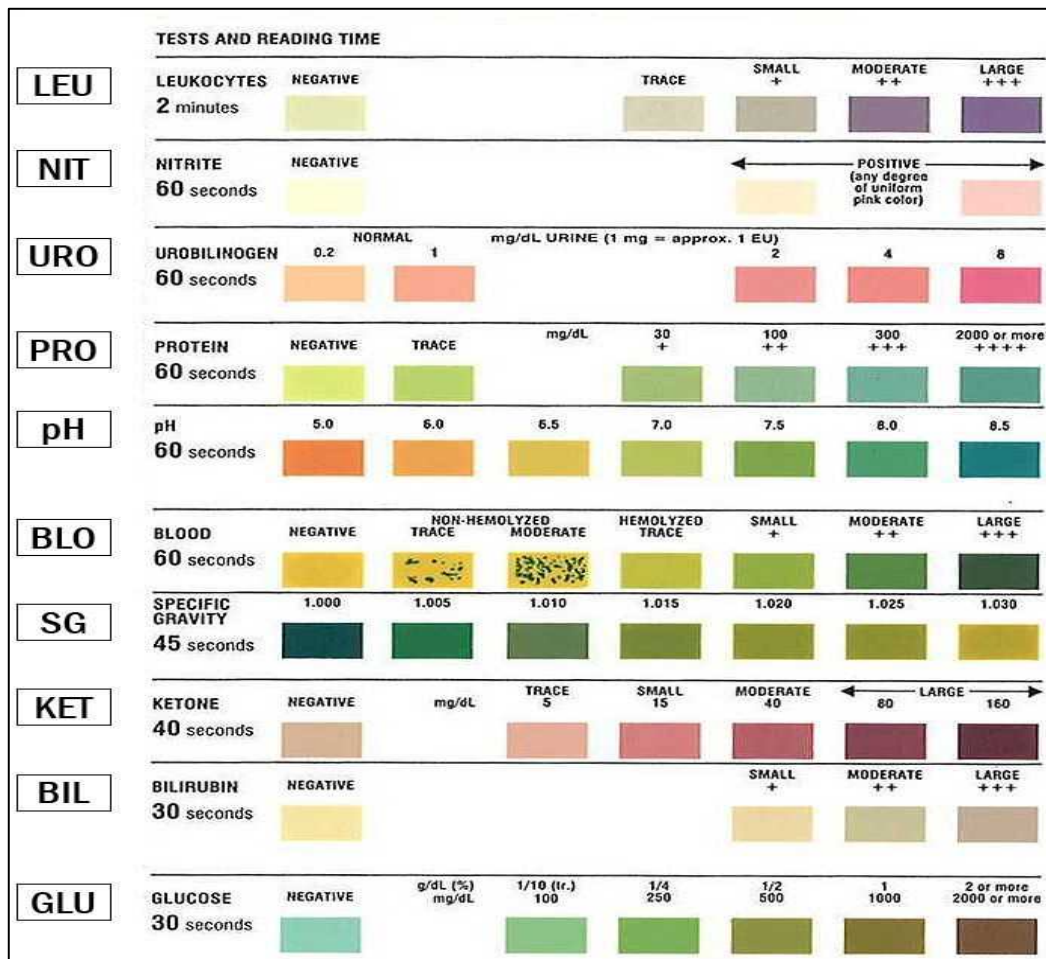 TESTS AND READING TIME
LEU
LEUKOCYTES NEGATIVE TRACE SMALL MODERATE LARGE
2 minutes + ++ +++
NIT
NITRITE NEGATIVE POSITIVE
60 seconds (any degree
of uniform
pink color)
URO
NORMAL mg/dL URINE (1 mg = approx. 1 EU)
UROBILINOGEN 0.2 1 2 4 8
60 seconds
PRO
PROTEIN NEGATIVE TRACE mg/dL 30 100 300 2000 or more
60 seconds + ++ +++ ++++
pH
pH 5.0 6.0 6.5 7.0 7.5 8.0 8.5
60 seconds
BLO
NON-HEMOLYZED HEMOLYZED SMALL MODERATE LARGE
BLOOD NEGATIVE TRACE MODERATE TRACE + ++ +++
60 seconds
SG
SPECIFIC 1.000 1.005 1.010 1.015 1.020 1.025 1.030
GRAVITY
45 seconds
KET
TRACE SMALL MODERATE LARGE
KETONE NEGATIVE mg/dL 5 15 40 80 160
40 seconds
BIL
BILIRUBIN NEGATIVE SMALL MODERATE LARGE
30 seconds + ++ +++
GLU
g/dL (%) 1/10 (tr.) 1/4 1/2 1 2 or more
GLUCOSE NEGATIVE mg/dL 100 250 500 1000 2000 or more
30 seconds